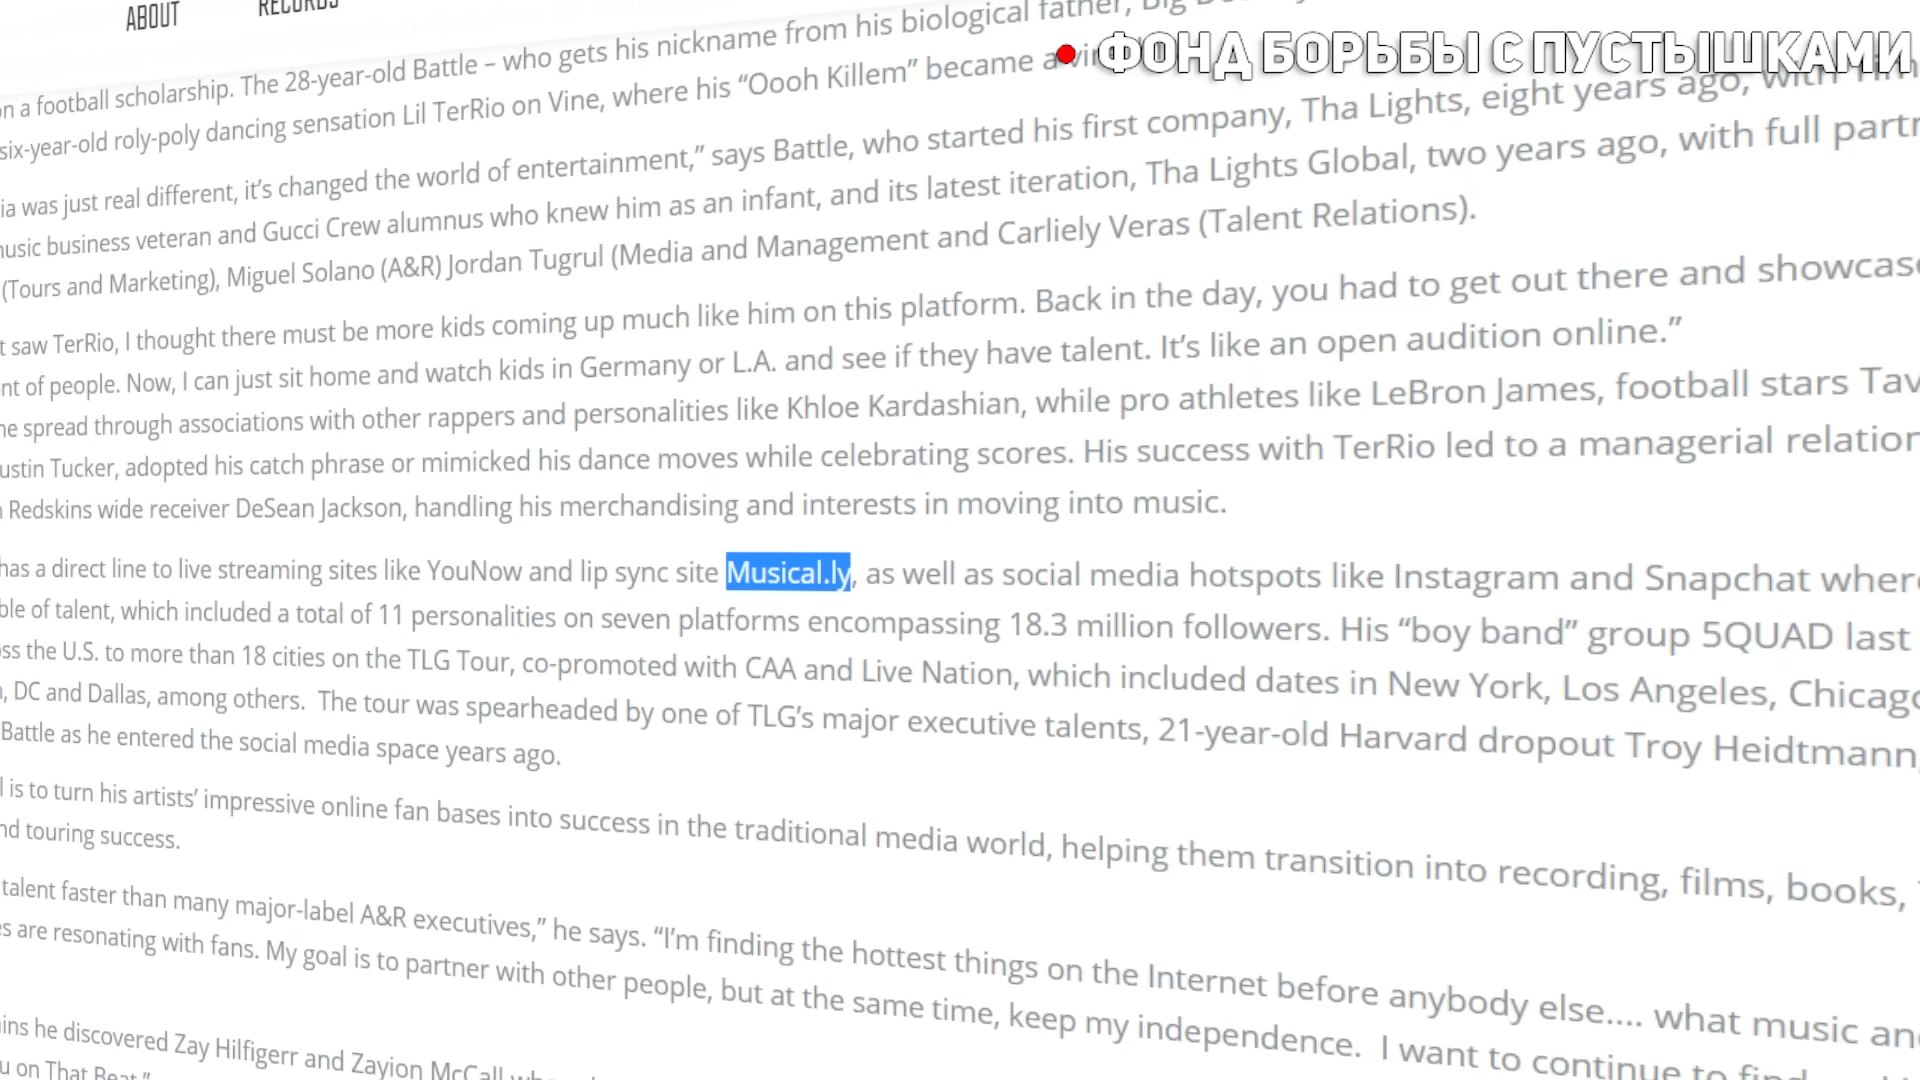 ABOUT
RECORDS
ФОНД БОРЬБЫ С ПУСТЫШКАМИ
on a football scholarship. The 28-year-old Battle – who gets his nickname from his biological father, Big
six-year-old roly-poly dancing sensation Lil TerRio on Vine, where his “Oooh Killem” became a
ia was just real different, it’s changed the world of entertainment,” says Battle, who started his first company, Tha Lights, eight years ago, with
nusic business veteran and Gucci Crew alumnus who knew him as an infant, and its latest iteration, Tha Lights Global, two years ago, with full partn
(Tours and Marketing), Miguel Solano (A&R) Jordan Tugrul (Media and Management and Carliely Veras (Talent Relations).
t saw TerRio, I thought there must be more kids coming up much like him on this platform. Back in the day, you had to get out there and showcase
nt of people. Now, I can just sit home and watch kids in Germany or L.A. and see if they have talent. It’s like an open audition online.”
ne spread through associations with other rappers and personalities like Khloe Kardashian, while pro athletes like LeBron James, football stars Tav
ustin Tucker, adopted his catch phrase or mimicked his dance moves while celebrating scores. His success with TerRio led to a managerial relation
n Redskins wide receiver DeSean Jackson, handling his merchandising and interests in moving into music.
has a direct line to live streaming sites like YouNow and lip sync site Musical.ly, as well as social media hotspots like Instagram and Snapchat where
ble of talent, which included a total of 11 personalities on seven platforms encompassing 18.3 million followers. His “boy band” group 5QUAD last
oss the U.S. to more than 18 cities on the TLG Tour, co-promoted with CAA and Live Nation, which included dates in New York, Los Angeles, Chicago
n, DC and Dallas, among others. The tour was spearheaded by one of TLG’s major executive talents, 21-year-old Harvard dropout Troy Heidtmann,
Battle as he entered the social media space years ago.
l is to turn his artists’ impressive online fan bases into success in the traditional media world, helping them transition into recording, films, books,
nd touring success.
talent faster than many major-label A&R executives,” he says. “I’m finding the hottest things on the Internet before anybody else.... what music and
es are resonating with fans. My goal is to partner with other people, but at the same time, keep my independence. I want to continue to find
ains he discovered Zay Hilfigerr and Zayion McCall
u on That Beat.”